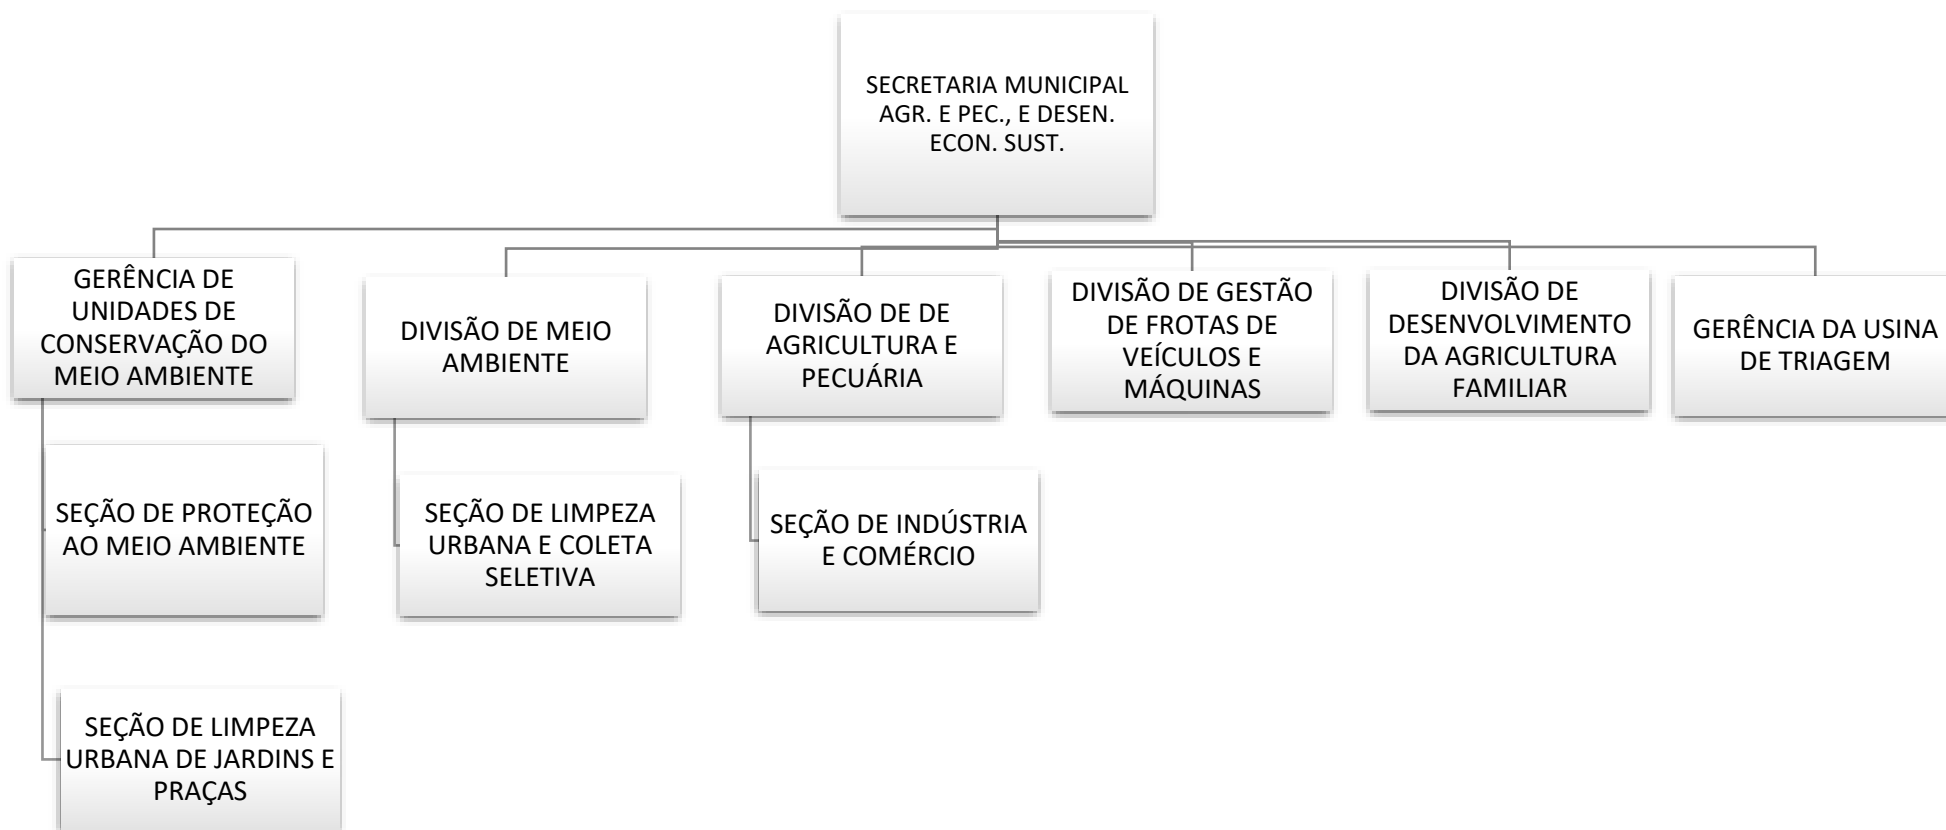 SECRETARIA MUNICIPAL
AGR. E PEC., E DESEN.
ECON. SUST.
GERÊNCIA DE
UNIDADES DE
CONSERVAÇÃO DO
MEIO AMBIENTE
DIVISÃO DE MEIO
AMBIENTE
DIVISÃO DE DE
AGRICULTURA E
PECUÁRIA
DIVISÃO DE GESTÃO
DE FROTAS DE
VEÍCULOS E
MÁQUINAS
DIVISÃO DE
DESENVOLVIMENTO
DA AGRICULTURA
FAMILIAR
GERÊNCIA DA USINA
DE TRIAGEM
SEÇÃO DE PROTEÇÃO
AO MEIO AMBIENTE
SEÇÃO DE LIMPEZA
URBANA E COLETA
SELETIVA
SEÇÃO DE INDÚSTRIA
E COMÉRCIO
SEÇÃO DE LIMPEZA
URBANA DE JARDINS E
PRAÇAS